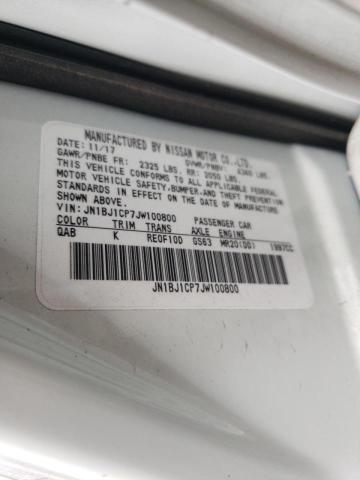 MANUFACTURED BY NISSAN MOTOR CO.,LTD.
DATE: 11/17 GVWR/PNBV: LBS.
GAWR/PNBE FR: 2325 LBS. RR: 2050 LBS
THIS VEHICLE CONFORMS TO ALL APPLICABLE FEDERAL
MOTOR VEHICLE SAFETY,BUMPER,AND THEFT PREVENTION
STANDARDS IN EFFECT ON THE DATE OF MANUFACTURE
SHOWN ABOVE.
VIN: JN1BJ1CP7JW100800 PASSENGER CAR
COLOR TRIM TRANS AXLE ENGINE
QAB K RE0F10D GS63 MR20(DD) 1997CC
JN1BJ1CP7JW100800